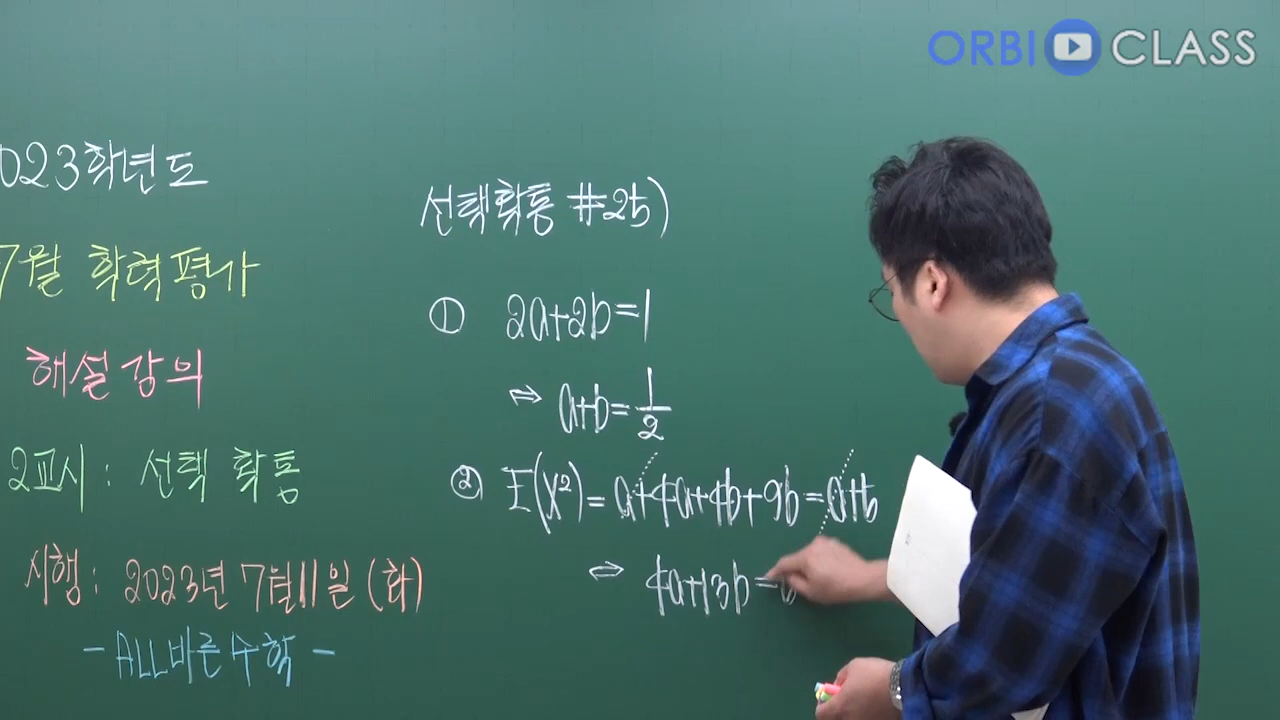 ORBI CLASS
023학년도
7월 학력평가
해설강의
2교시 : 선택 확통
시행 : 2023년 7월 11일 (화)
- ALL바른수학 -
선택확통 #25)
① 2a+2b=1
⇔ a+b=1/2
② E(X²)=a+4a+4b+9b=a+5
⇔ 4a+13b=